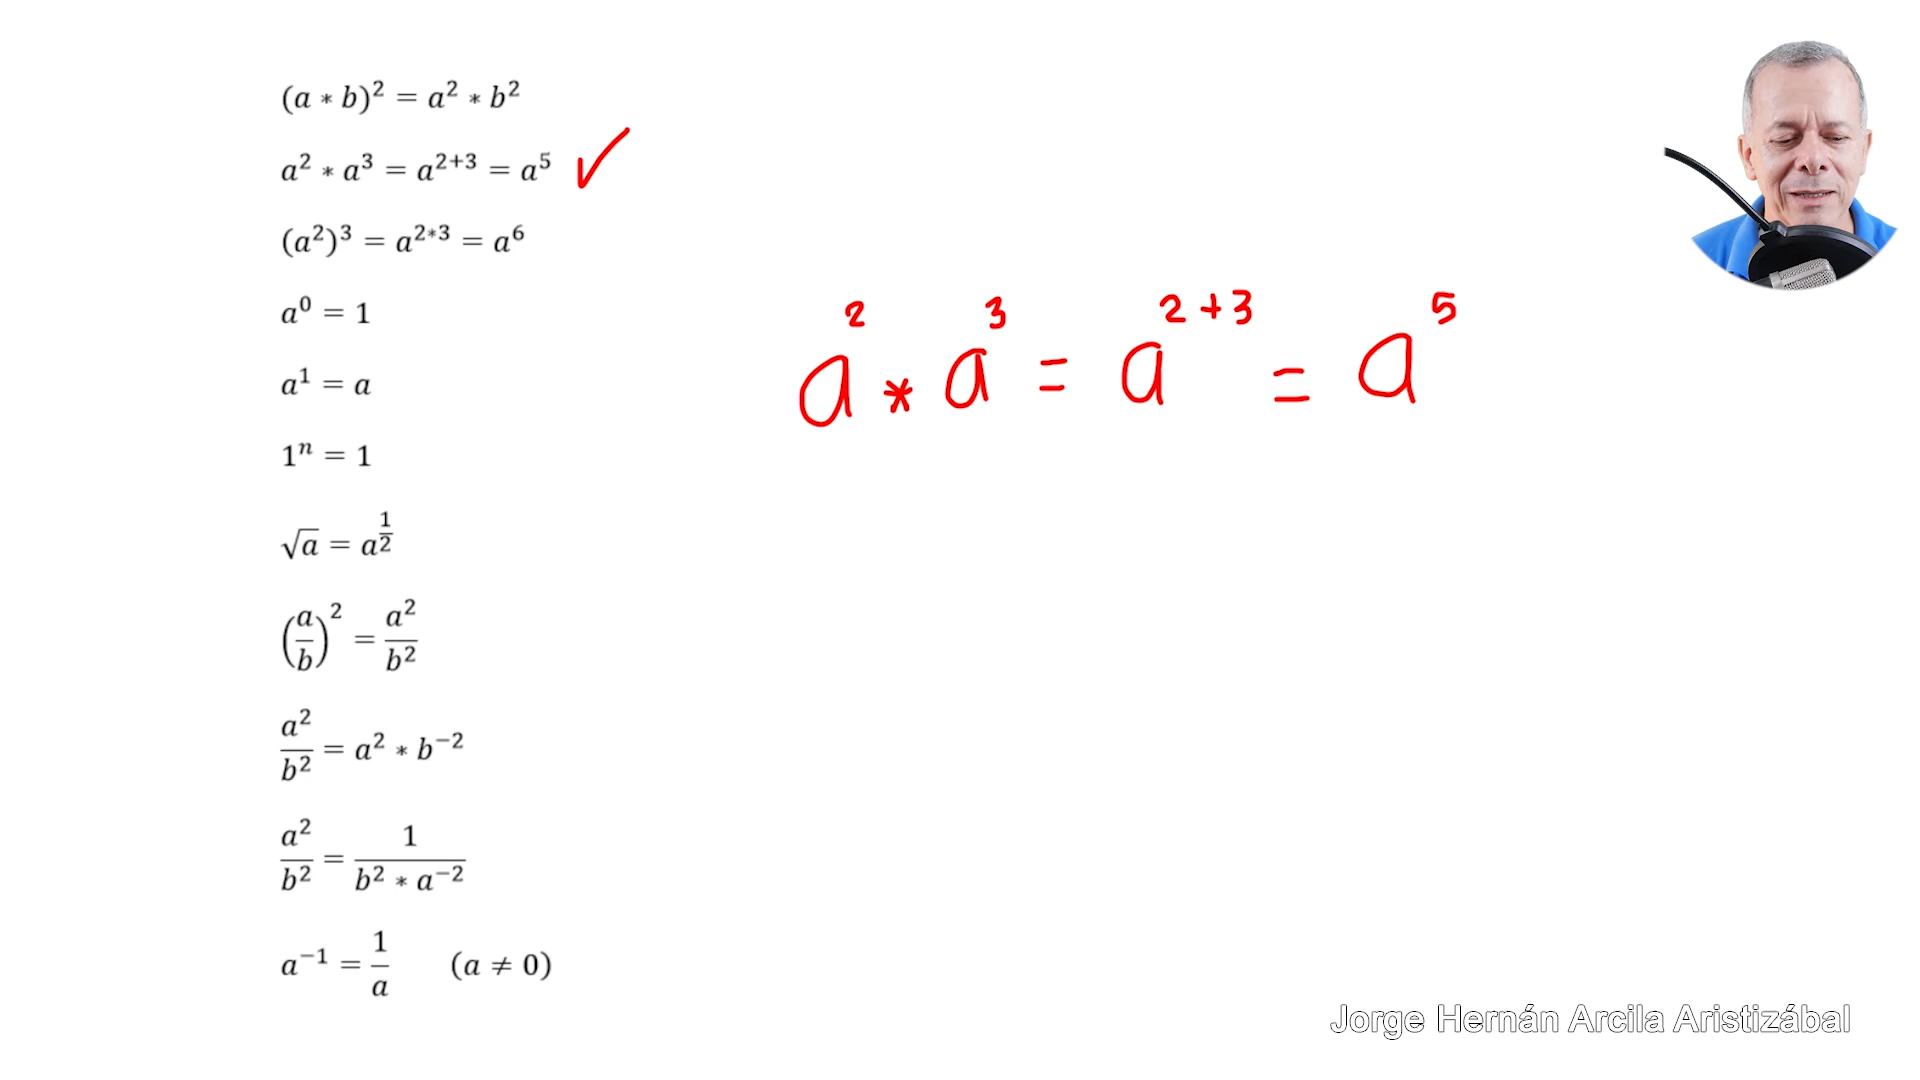 (a * b)² = a² * b²
a² * a³ = a²⁺³ = a⁵ ✓
(a²)³ = a^{2*3} = a⁶
a⁰ = 1
a¹ = a
1ⁿ = 1
√a = a^{1/2}
(a/b)² = a²/b²
a²/b² = a² * b⁻²
a²/b² = 1/(b² * a⁻²)
a⁻¹ = 1/a (a ≠ 0)
a² * a³ = a²⁺³ = a⁵
Jorge Hernán Arcila Aristizábal